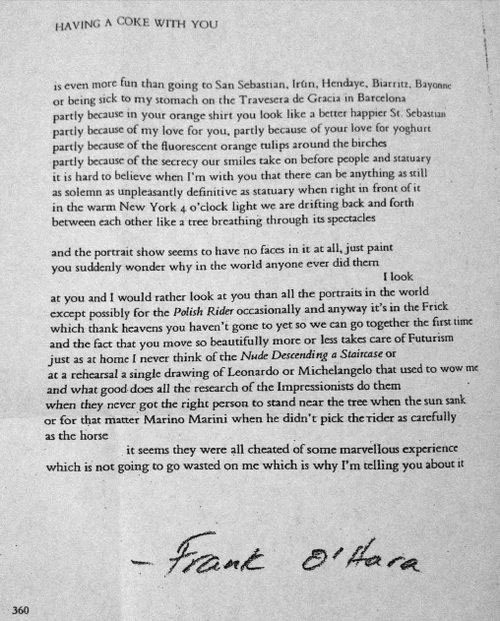 HAVING A COKE WITH YOU
is even more fun than going to San Sebastian, Irún, Hendaye, Biarritz, Bayonne
or being sick to my stomach on the Travesera de Gracia in Barcelona
partly because in your orange shirt you look like a better happier St. Sebastian
partly because of my love for you, partly because of your love for yoghurt
partly because of the fluorescent orange tulips around the birches
partly because of the secrecy our smiles take on before people and statuary
it is hard to believe when I'm with you that there can be anything as still
as solemn as unpleasantly definitive as statuary when right in front of it
in the warm New York 4 o'clock light we are drifting back and forth
between each other like a tree breathing through its spectacles
and the portrait show seems to have no faces in it at all, just paint
you suddenly wonder why in the world anyone ever did them
I look
at you and I would rather look at you than all the portraits in the world
except possibly for the Polish Rider occasionally and anyway it's in the Frick
which thank heavens you haven't gone to yet so we can go together the first time
and the fact that you move so beautifully more or less takes care of Futurism
just as at home I never think of the Nude Descending a Staircase or
at a rehearsal a single drawing of Leonardo or Michelangelo that used to wow me
and what good does all the research of the Impressionists do them
when they never got the right person to stand near the tree when the sun sank
or for that matter Marino Marini when he didn't pick the rider as carefully
as the horse
it seems they were all cheated of some marvellous experience
which is not going to go wasted on me which is why I'm telling you about it
– Frank O'Hara
360